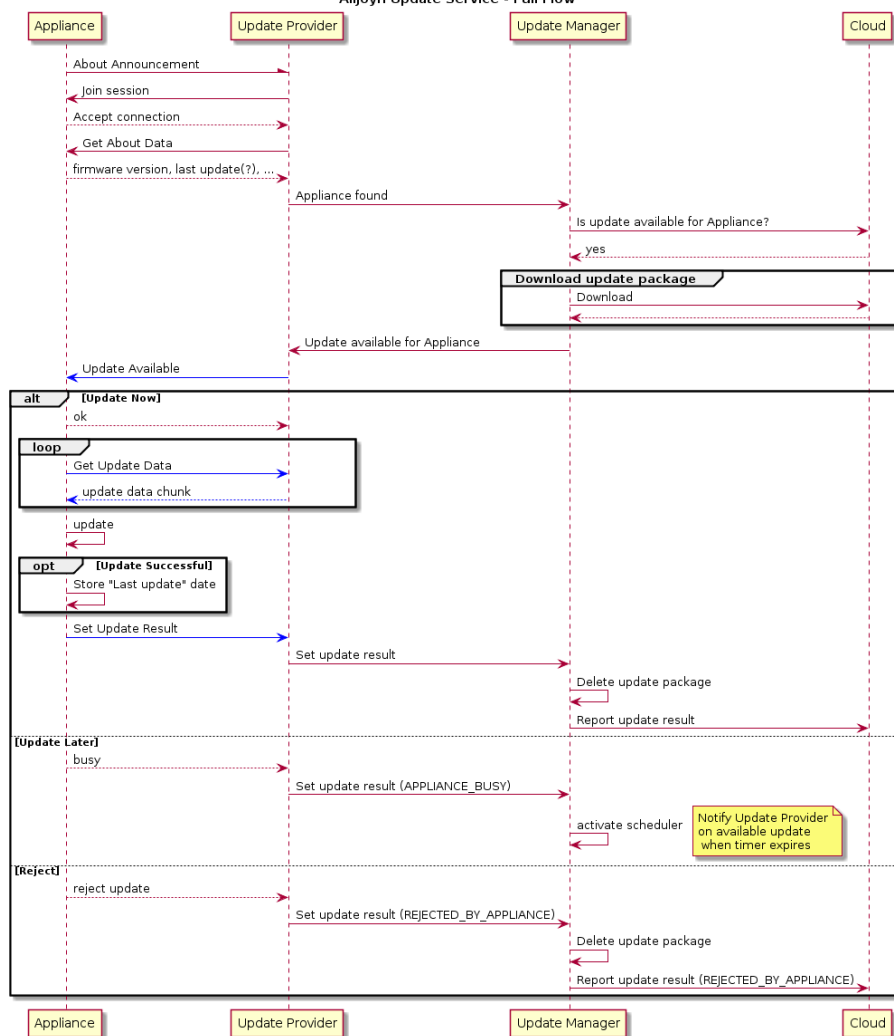 Alljoyn Update Service - Full Flow
Appliance
Update Provider
Update Manager
Cloud
About Announcement
Join session
Accept connection
Get About Data
firmware version, last update(?), ...
Appliance found
Is update available for Appliance?
yes
Download update package
Download
Update available for Appliance
Update Available
alt [Update Now]
ok
loop
Get Update Data
update data chunk
update
opt [Update Successful]
Store "Last update" date
Set Update Result
Set update result
Delete update package
Report update result
[Update Later]
busy
Set update result (APPLIANCE_BUSY)
activate scheduler
Notify Update Provider
on available update
when timer expires
[Reject]
reject update
Set update result (REJECTED_BY_APPLIANCE)
Delete update package
Report update result (REJECTED_BY_APPLIANCE)
Appliance
Update Provider
Update Manager
Cloud